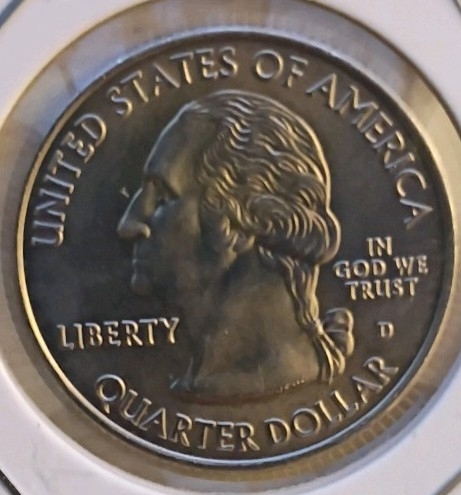 UNITED STATES OF AMERICA
IN
GOD WE
TRUST
LIBERTY
D
QUARTER DOLLAR